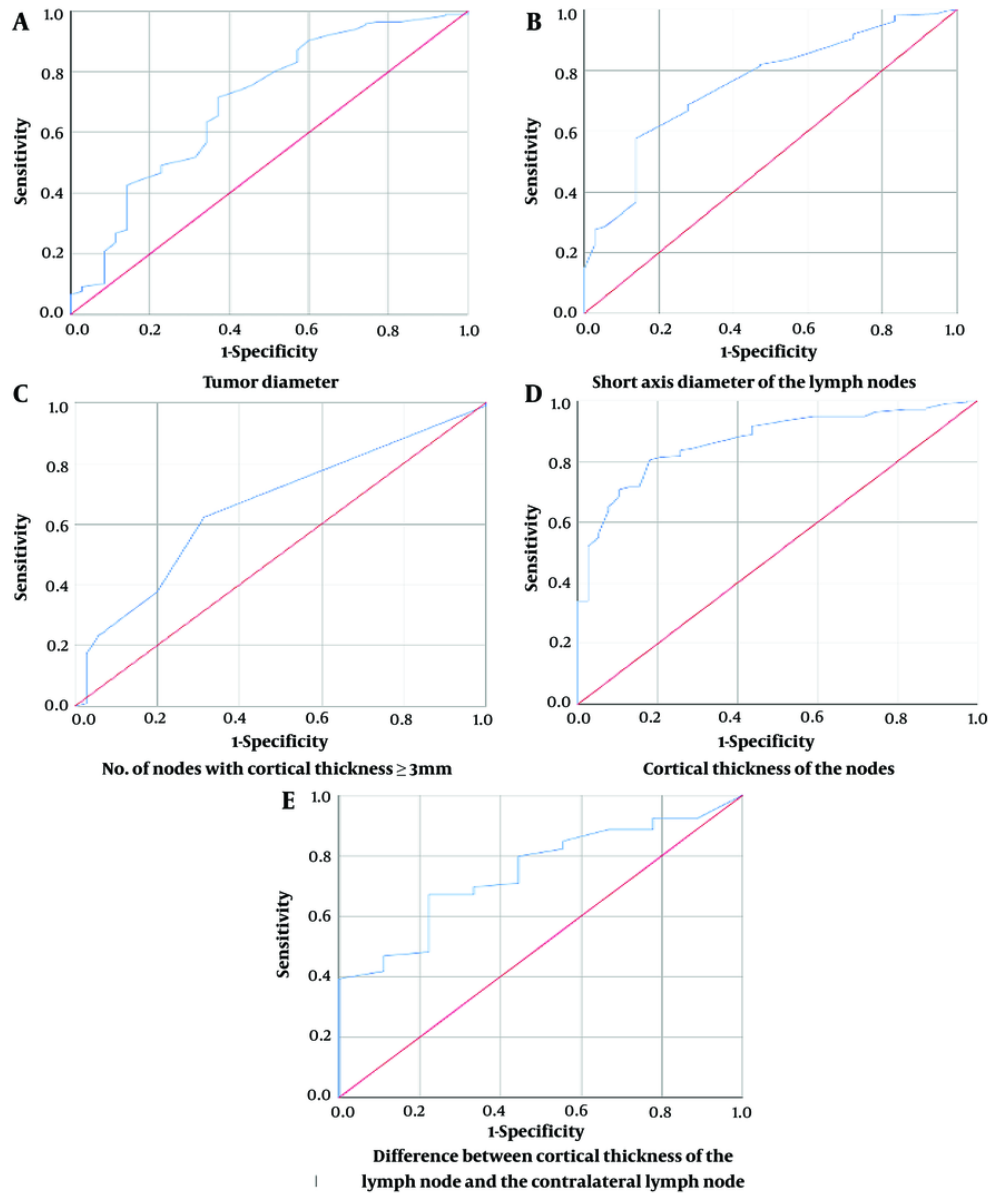 A
1.0
0.8
0.6
0.4
0.2
0.0
Sensitivity
0.0 0.2 0.4 0.6 0.8 1.0
1-Specificity
Tumor diameter
B
1.0
0.8
0.6
0.4
0.2
0.0
Sensitivity
0.0 0.2 0.4 0.6 0.8 1.0
1-Specificity
Short axis diameter of the lymph nodes
C
1.0
0.8
0.6
0.4
0.2
0.0
Sensitivity
0.0 0.2 0.4 0.6 0.8 1.0
1-Specificity
No. of nodes with cortical thickness ≥ 3mm
D
1.0
0.8
0.6
0.4
0.2
0.0
Sensitivity
0.0 0.2 0.4 0.6 0.8 1.0
1-Specificity
Cortical thickness of the nodes
E
1.0
0.8
0.6
0.4
0.2
0.0
Sensitivity
0.0 0.2 0.4 0.6 0.8 1.0
1-Specificity
Difference between cortical thickness of the
lymph node and the contralateral lymph node